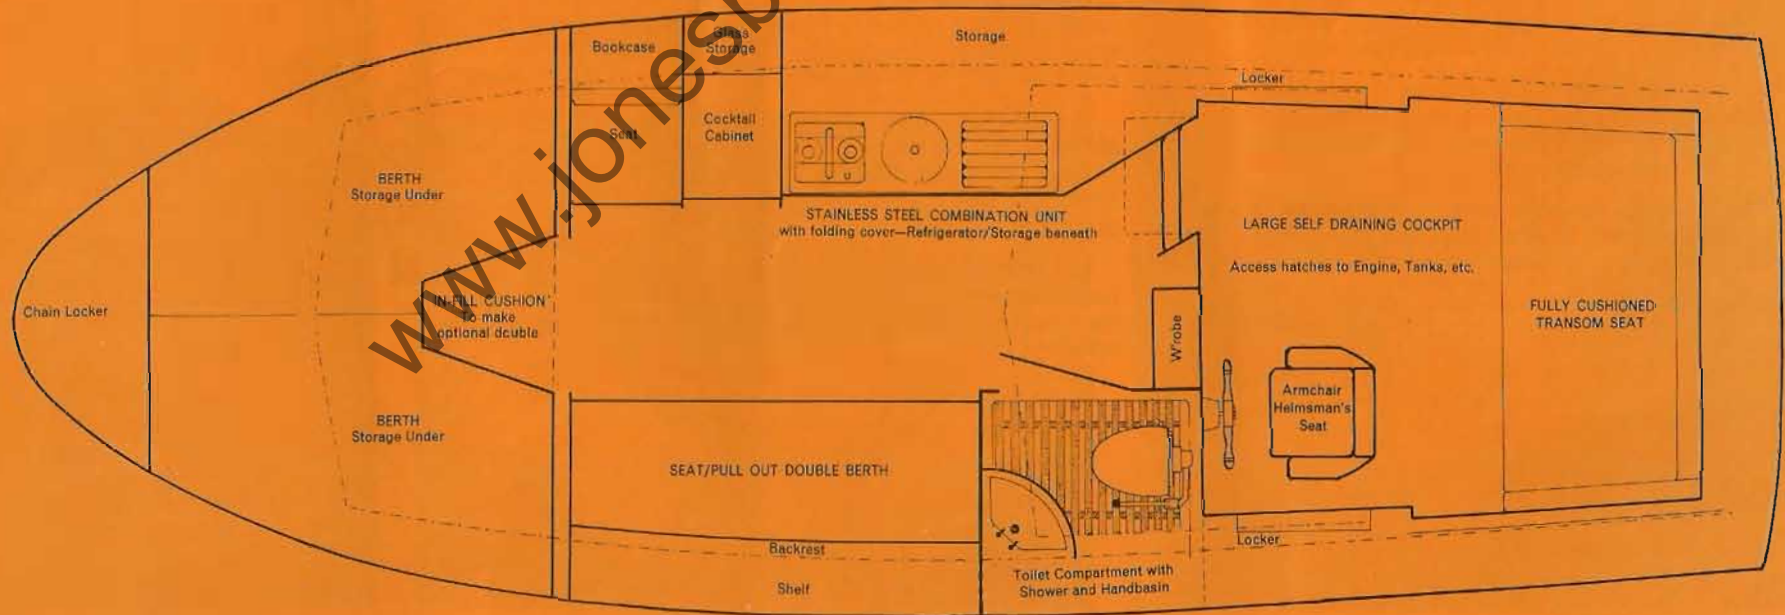 Bookcase
Glass
Storage
Storage
Locker
Seat
Cocktail
Cabinet
BERTH
Storage Under
STAINLESS STEEL COMBINATION UNIT
with folding cover—Refrigerator/Storage beneath
LARGE SELF DRAINING COCKPIT
Access hatches to Engine, Tanks, etc.
Chain Locker
IN-FILL CUSHION
To make
optional double
W'robe
FULLY CUSHIONED
TRANSOM SEAT
Armchair
Helmsman's
Seat
BERTH
Storage Under
SEAT/PULL OUT DOUBLE BERTH
Backrest
Shelf
Toilet Compartment with
Shower and Handbasin
Locker
www.jonesb